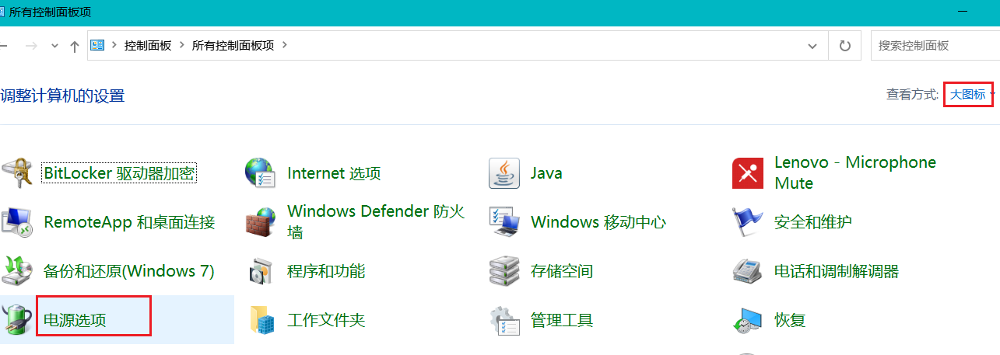 所有控制面板项
控制面板 所有控制面板项
搜索控制面板
调整计算机的设置
查看方式: 大图标
BitLocker 驱动器加密
Internet 选项
Java
Lenovo - Microphone
Mute
RemoteApp 和桌面连接
Windows Defender 防火
墙
Windows 移动中心
安全和维护
备份和还原(Windows 7)
程序和功能
存储空间
电话和调制解调器
电源选项
工作文件夹
管理工具
恢复